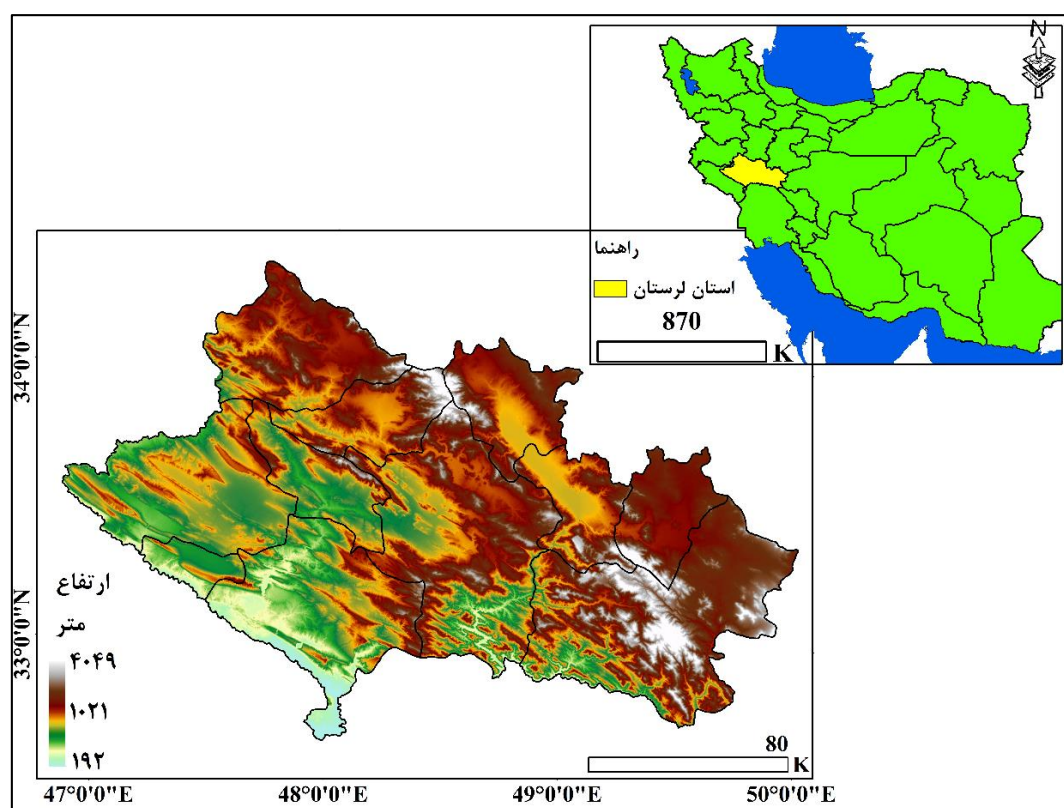 N
راهنما
استان لرستان
870
K
34°0'0"N
33°0'0"N
ارتفاع
متر
۴۰۴۹
۱۰۲۱
۱۹۲
80
K
47°0'0"E
48°0'0"E
49°0'0"E
50°0'0"E